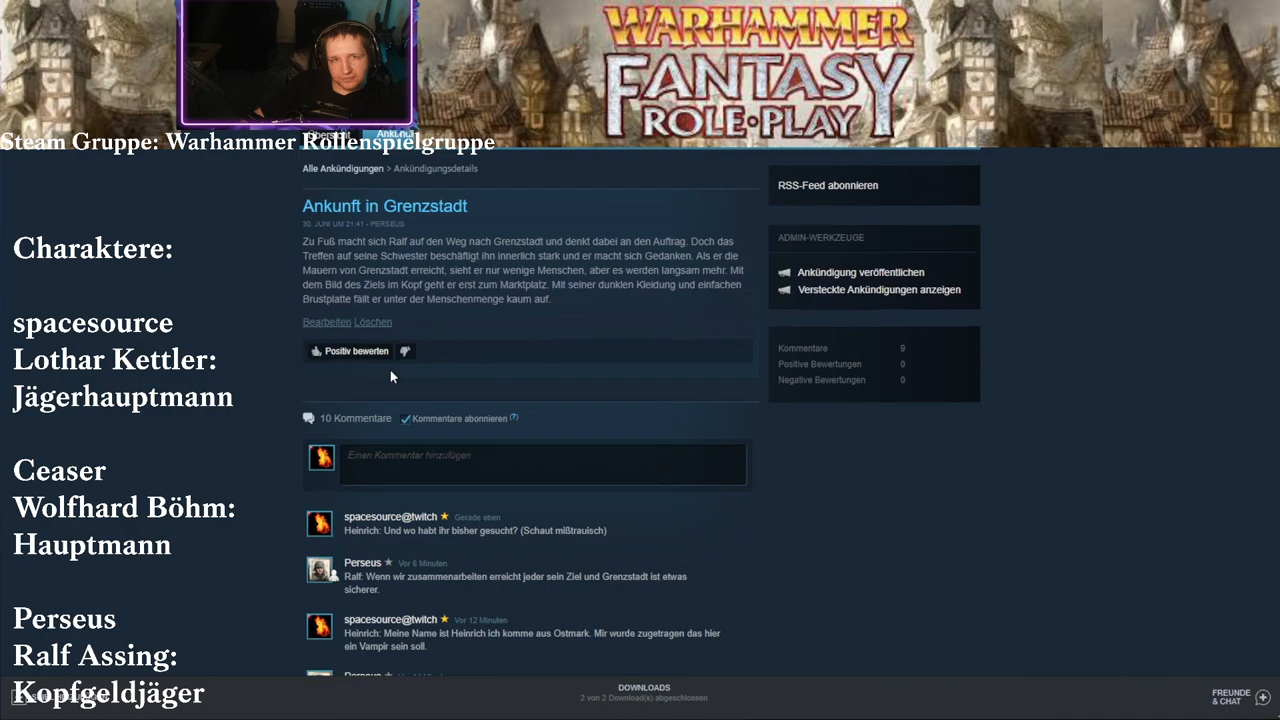 WARHAMMER
FANTASY
ROLE·PLAY
Steam Gruppe: Warhammer Rollenspielgruppe
Alle Ankündigungen > Ankündigungsdetails
Ankunft in Grenzstadt
30. JUNI UM 21:41 - PERSEUS
Zu Fuß macht sich Ralf auf den Weg nach Grenzstadt und denkt dabei an den Auftrag. Doch das
Treffen auf seine Schwester beschäftigt ihn innerlich stark und er macht sich Gedanken. Als er die
Mauern von Grenzstadt erreicht, sieht er nur wenige Menschen, aber es werden langsam mehr. Mit
dem Bild des Ziels im Kopf geht er erst zum Marktplatz. Mit seiner dunklen Kleidung und einfachen
Brustplatte fällt er unter der Menschenmenge kaum auf.
Bearbeiten Löschen
Positiv bewerten
10 Kommentare Kommentare abonnieren (?)
Einen Kommentar hinzufügen
spacesource@twitch Gerade eben
Heinrich: Und wo habt ihr bisher gesucht? (Schaut mißtrauisch)
Perseus Vor 6 Minuten
Ralf: Wenn wir zusammenarbeiten erreicht jeder sein Ziel und Grenzstadt ist etwas
sicherer.
spacesource@twitch Vor 12 Minuten
Heinrich: Meine Name ist Heinrich ich komme aus Ostmark. Mir wurde zugetragen das hier
ein Vampir sein soll.
RSS-Feed abonnieren
ADMIN-WERKZEUGE
Ankündigung veröffentlichen
Versteckte Ankündigungen anzeigen
Kommentare 9
Positive Bewertungen 0
Negative Bewertungen 0
Charaktere:
spacesource
Lothar Kettler:
Jägerhauptmann
Ceaser
Wolfhard Böhm:
Hauptmann
Perseus
Ralf Assing:
Kopfgeldjäger
DOWNLOADS
2 von 2 Download(s) abgeschlossen
FREUNDE
& CHAT